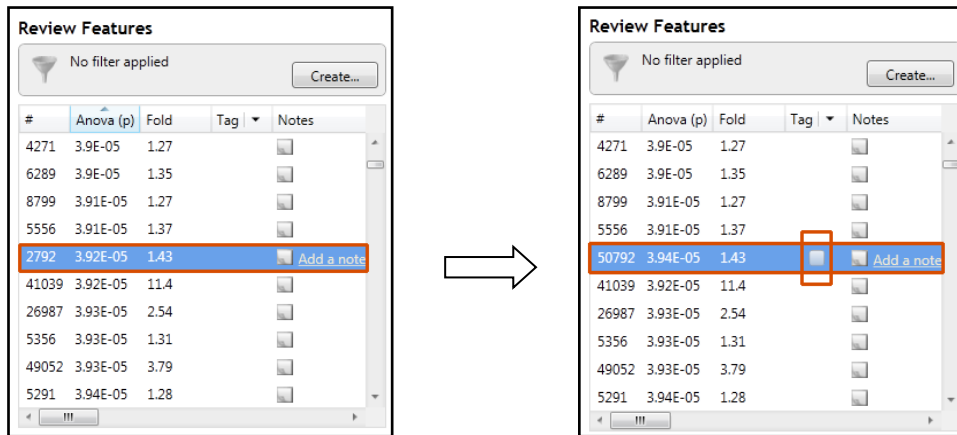 Review Features
No filter applied
Create...
# Anova (p) Fold Tag Notes
4271 3.9E-05 1.27
6289 3.9E-05 1.35
8799 3.91E-05 1.27
5556 3.91E-05 1.37
2792 3.92E-05 1.43 Add a note
41039 3.92E-05 11.4
26987 3.93E-05 2.54
5356 3.93E-05 1.31
49052 3.93E-05 3.79
5291 3.94E-05 1.28
Review Features
No filter applied
Create...
# Anova (p) Fold Tag Notes
4271 3.9E-05 1.27
6289 3.9E-05 1.35
8799 3.91E-05 1.27
5556 3.91E-05 1.37
50792 3.94E-05 1.43 Add a note
41039 3.92E-05 11.4
26987 3.93E-05 2.54
5356 3.93E-05 1.31
49052 3.93E-05 3.79
5291 3.94E-05 1.28